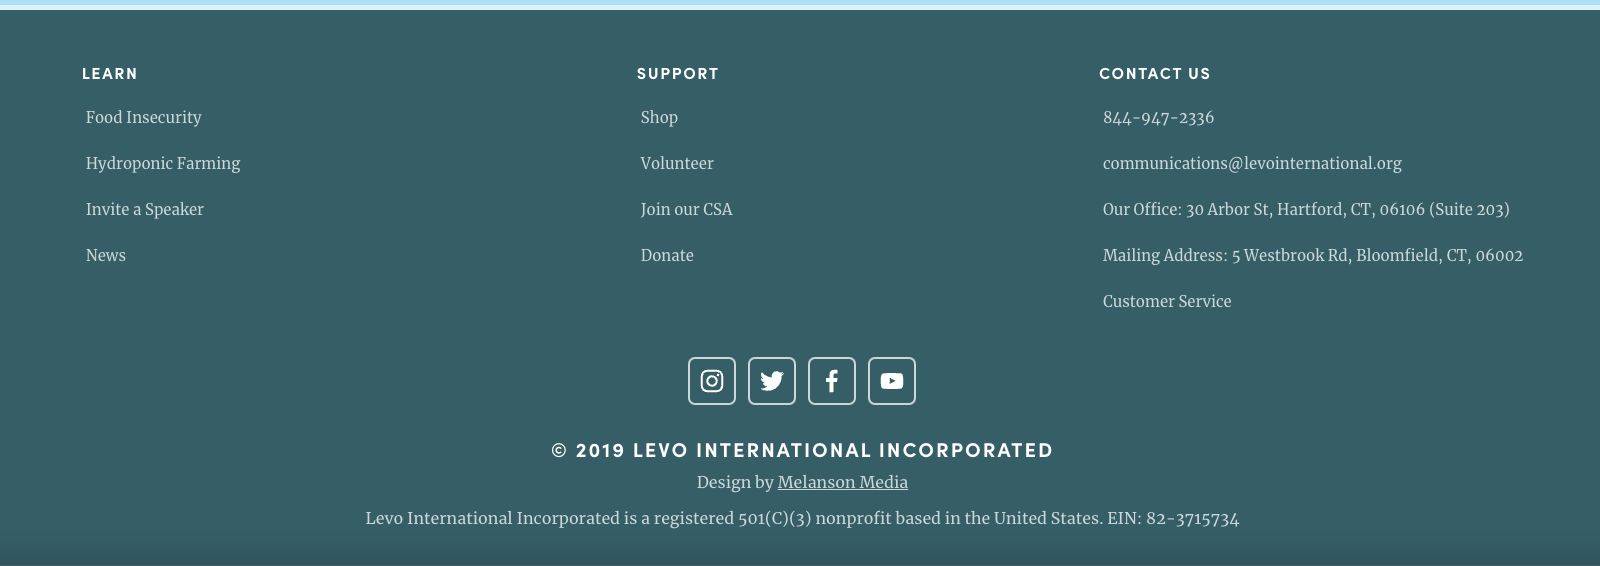 LEARN
Food Insecurity
Hydroponic Farming
Invite a Speaker
News
SUPPORT
Shop
Volunteer
Join our CSA
Donate
CONTACT US
844-947-2336
communications@levointernational.org
Our Office: 30 Arbor St, Hartford, CT, 06106 (Suite 203)
Mailing Address: 5 Westbrook Rd, Bloomfield, CT, 06002
Customer Service
© 2019 LEVO INTERNATIONAL INCORPORATED
Design by Melanson Media
Levo International Incorporated is a registered 501(C)(3) nonprofit based in the United States. EIN: 82-3715734